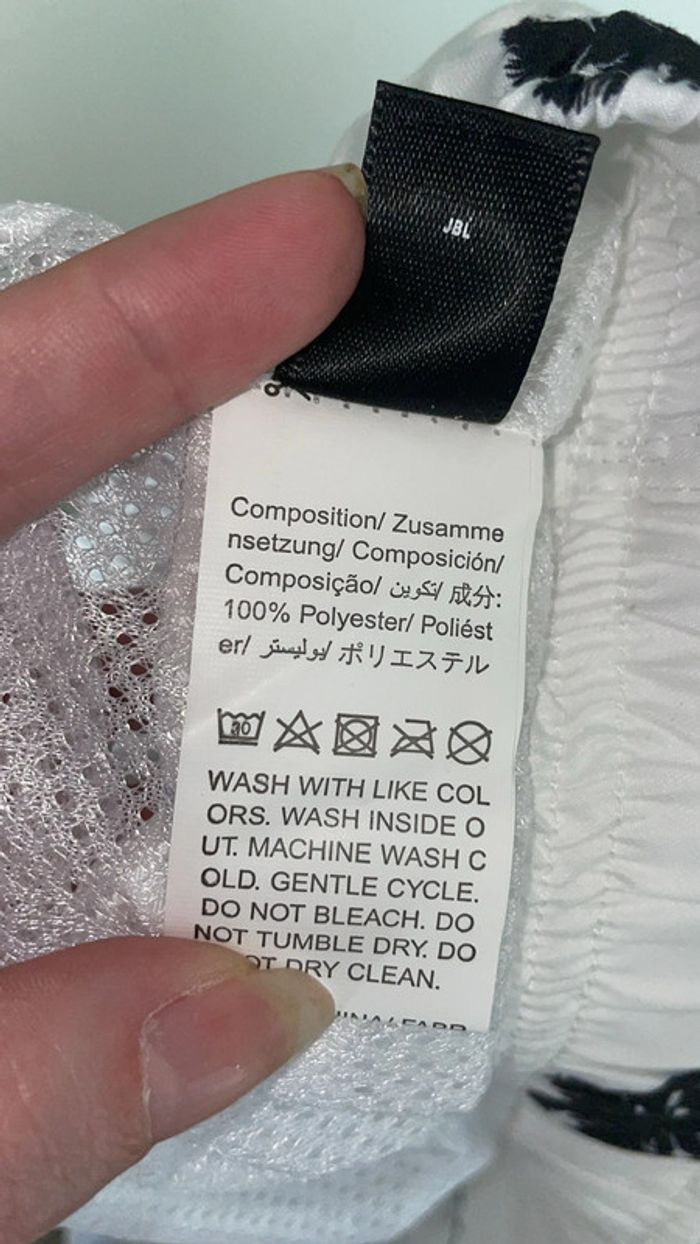 JBL
Composition/ Zusamme
nsetzung/ Composición/
Composição/ تكوين/ 成分:
100% Polyester/ Poliést
er/ بوليستر/ ポリエステル
30
WASH WITH LIKE COL
ORS. WASH INSIDE O
UT. MACHINE WASH C
OLD. GENTLE CYCLE.
DO NOT BLEACH. DO
NOT TUMBLE DRY. DO
OT DRY CLEAN.